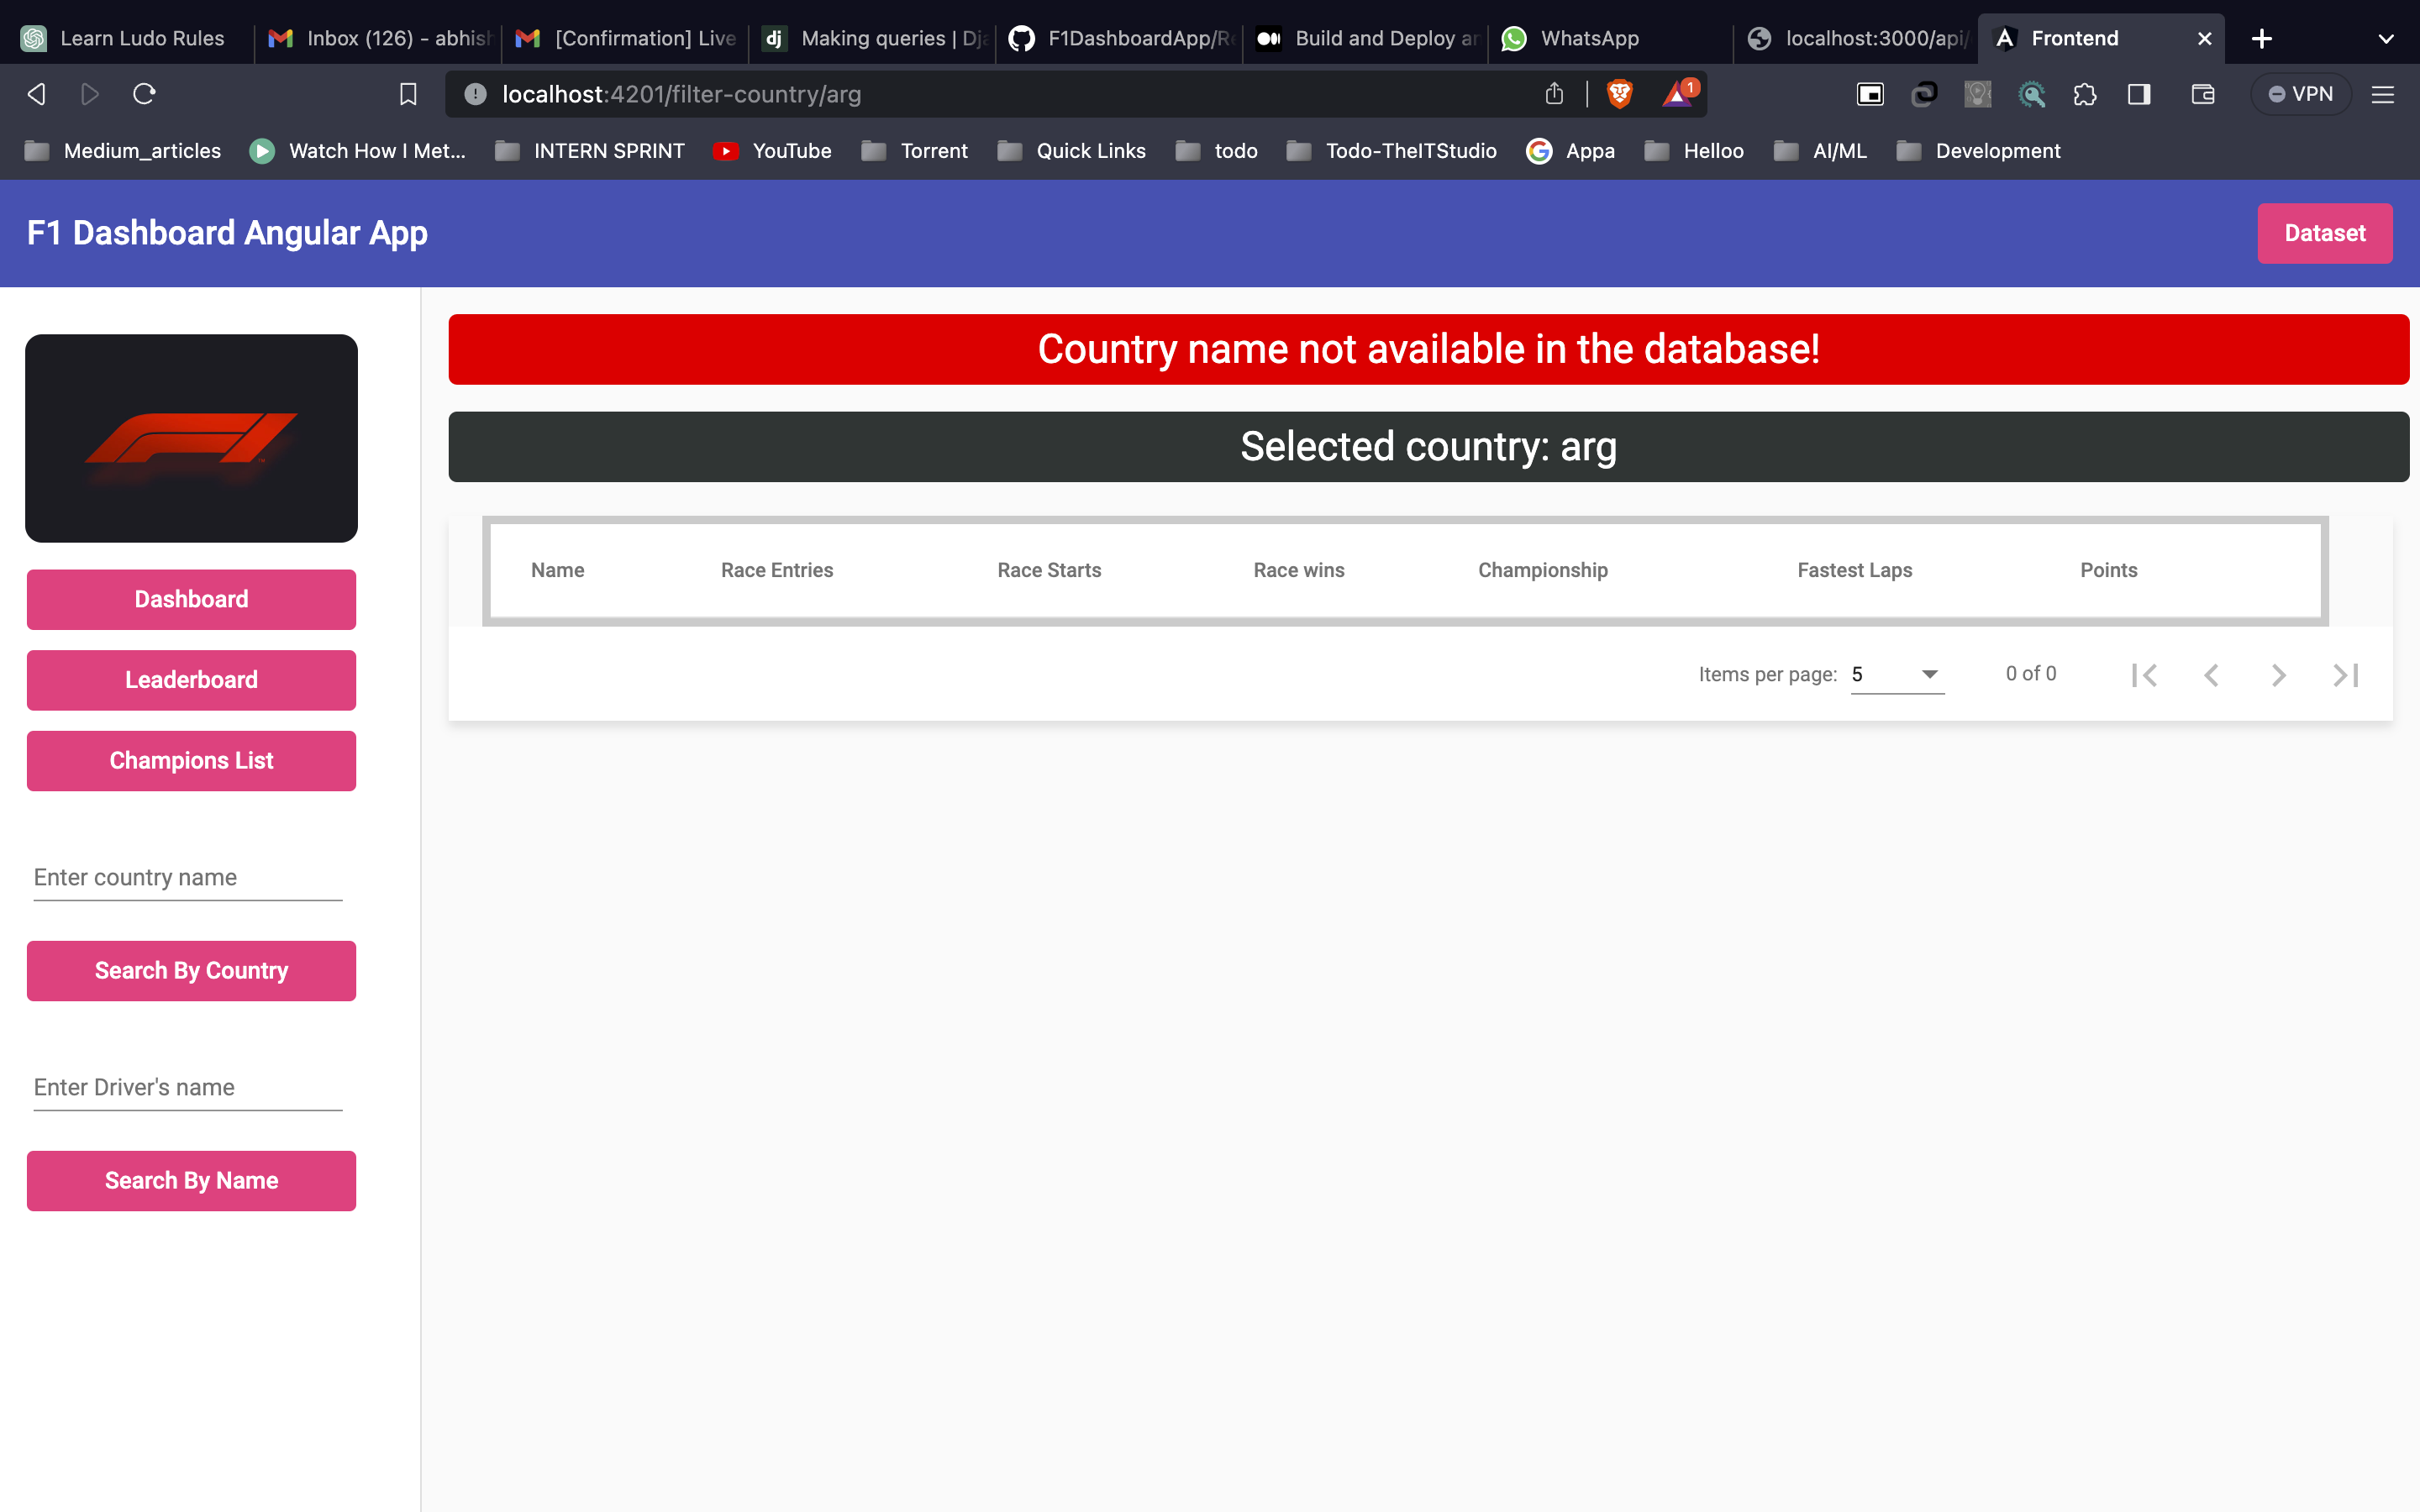 Learn Ludo Rules
Inbox (126) - abhish
[Confirmation] Live
dj Making queries | Dja
F1DashboardApp/Re
Build and Deploy an
WhatsApp
localhost:3000/api/
Frontend
localhost:4201/filter-country/arg
1
VPN
Medium_articles
Watch How I Met...
INTERN SPRINT
YouTube
Torrent
Quick Links
todo
Todo-TheITStudio
Appa
Helloo
AI/ML
Development
F1 Dashboard Angular App
Dataset
Dashboard
Leaderboard
Champions List
Enter country name
Search By Country
Enter Driver's name
Search By Name
Country name not available in the database!
Selected country: arg
Name Race Entries Race Starts Race wins Championship Fastest Laps Points
Items per page: 5 0 of 0